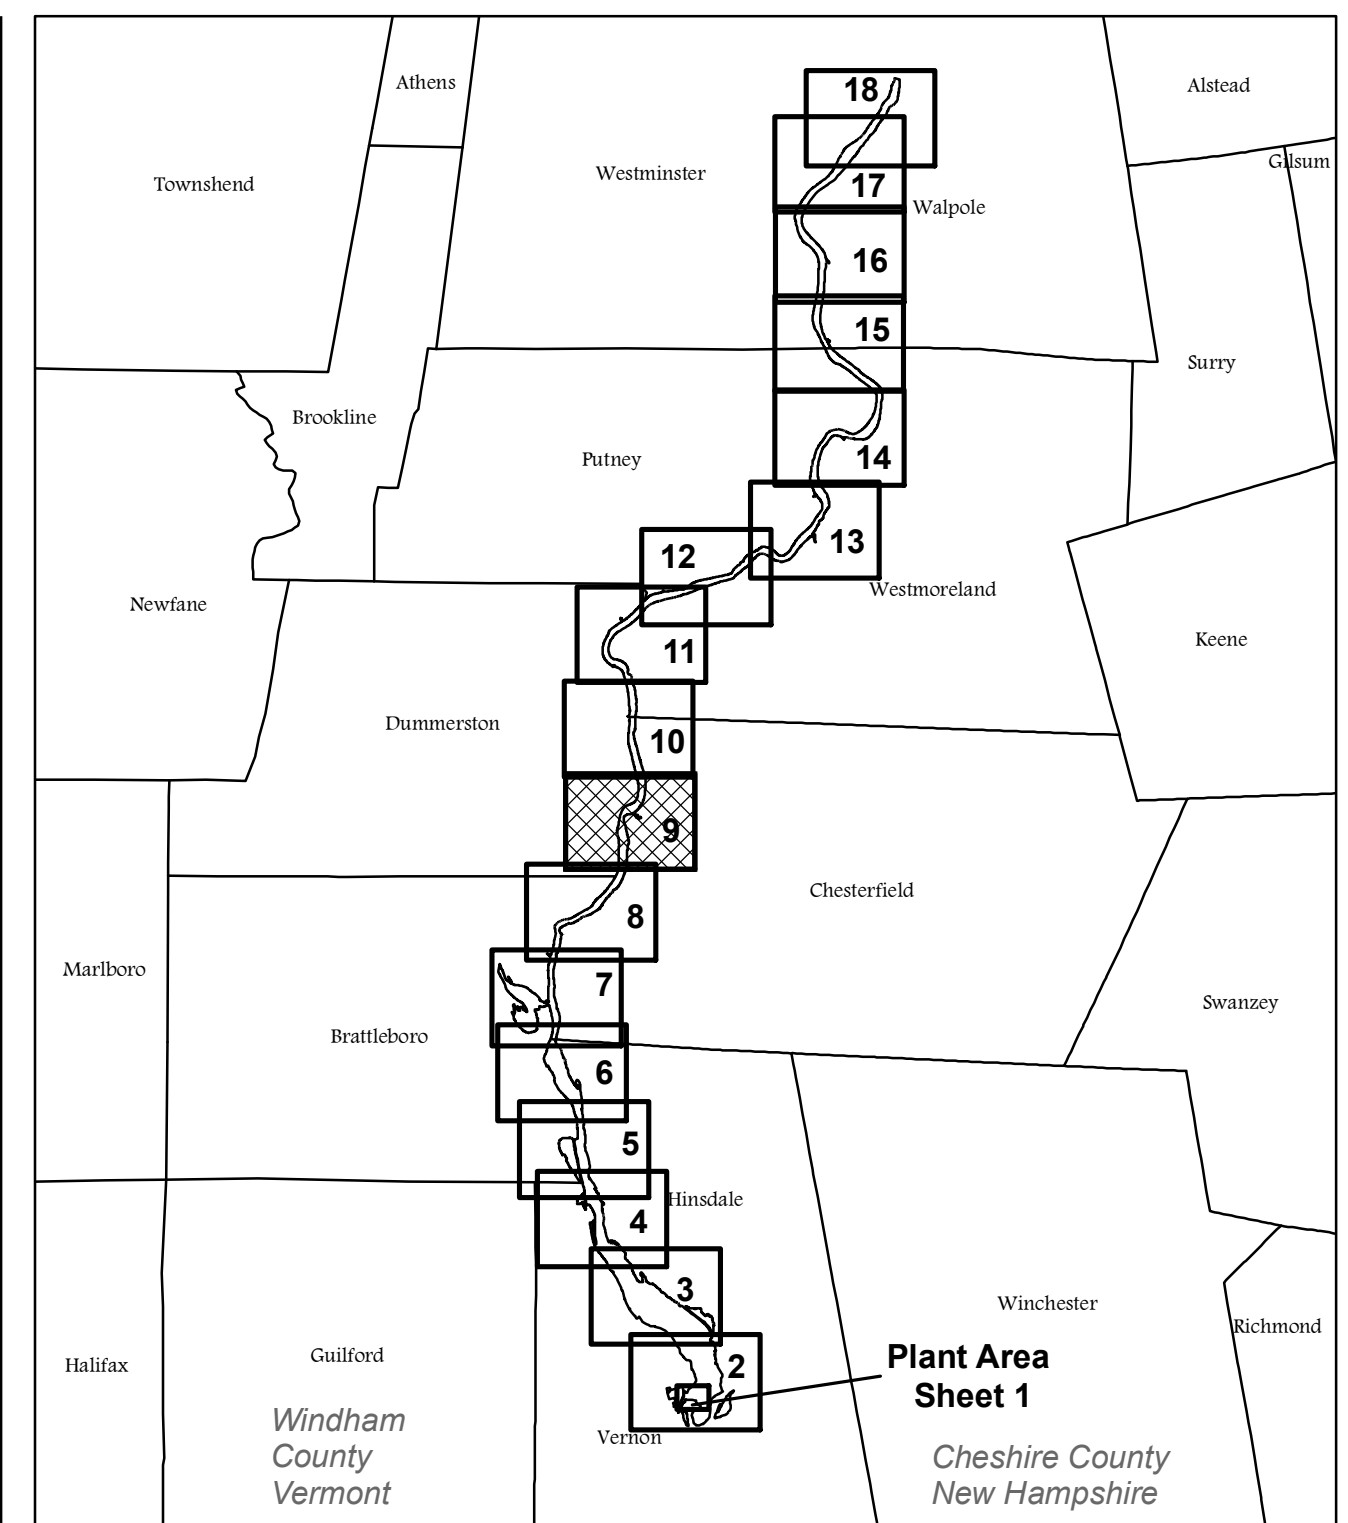 Athens
18
Alstead
Gilsum
Westminster
Townshend
17
Walpole
16
15
Surry
Brookline
Putney
14
13
12
Westmoreland
Newfane
Keene
11
Dummerston
10
9
Chesterfield
8
Marlboro
7
Swanzey
Brattleboro
6
5
Hinsdale
4
3
Winchester
Richmond
Guilford
Halifax
2
Plant Area
Sheet 1
Vernon
Windham
County
Vermont
Cheshire County
New Hampshire